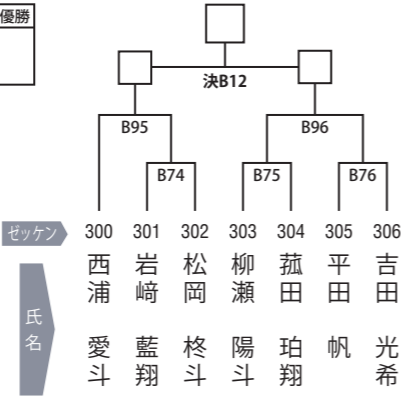 優勝
決B12
B95 B96
B74 B75 B76
ゼッケン 300 301 302 303 304 305 306
氏名
西浦 愛斗
岩﨑 藍翔
松岡 柊斗
柳瀬 陽斗
菰田 珀翔
平田 帆
吉田 光希